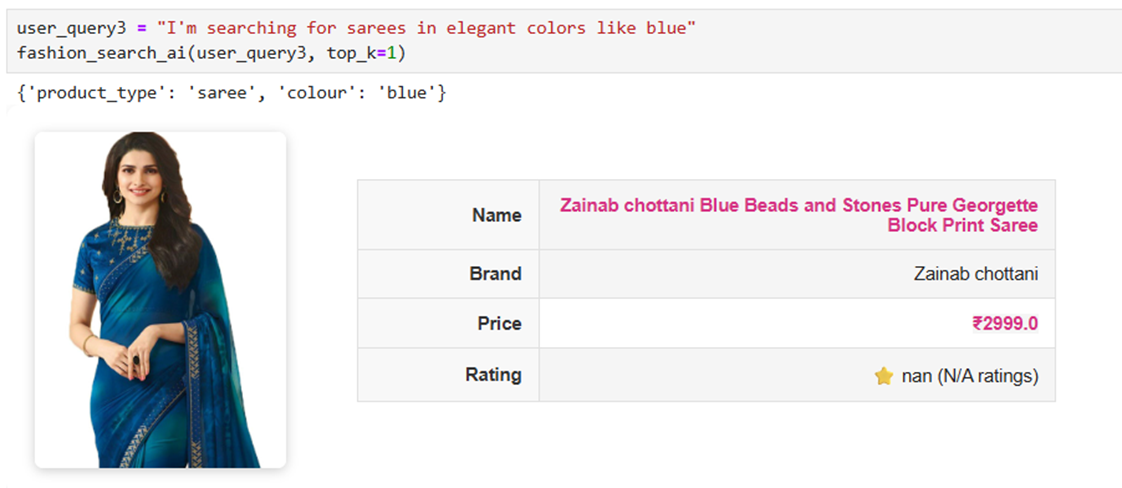 user_query3 = "I'm searching for sarees in elegant colors like blue"
fashion_search_ai(user_query3, top_k=1)
{'product_type': 'saree', 'colour': 'blue'}
Name
Zainab chottani Blue Beads and Stones Pure Georgette
Block Print Saree
Brand
Zainab chottani
Price
₹2999.0
Rating
⭐ nan (N/A ratings)